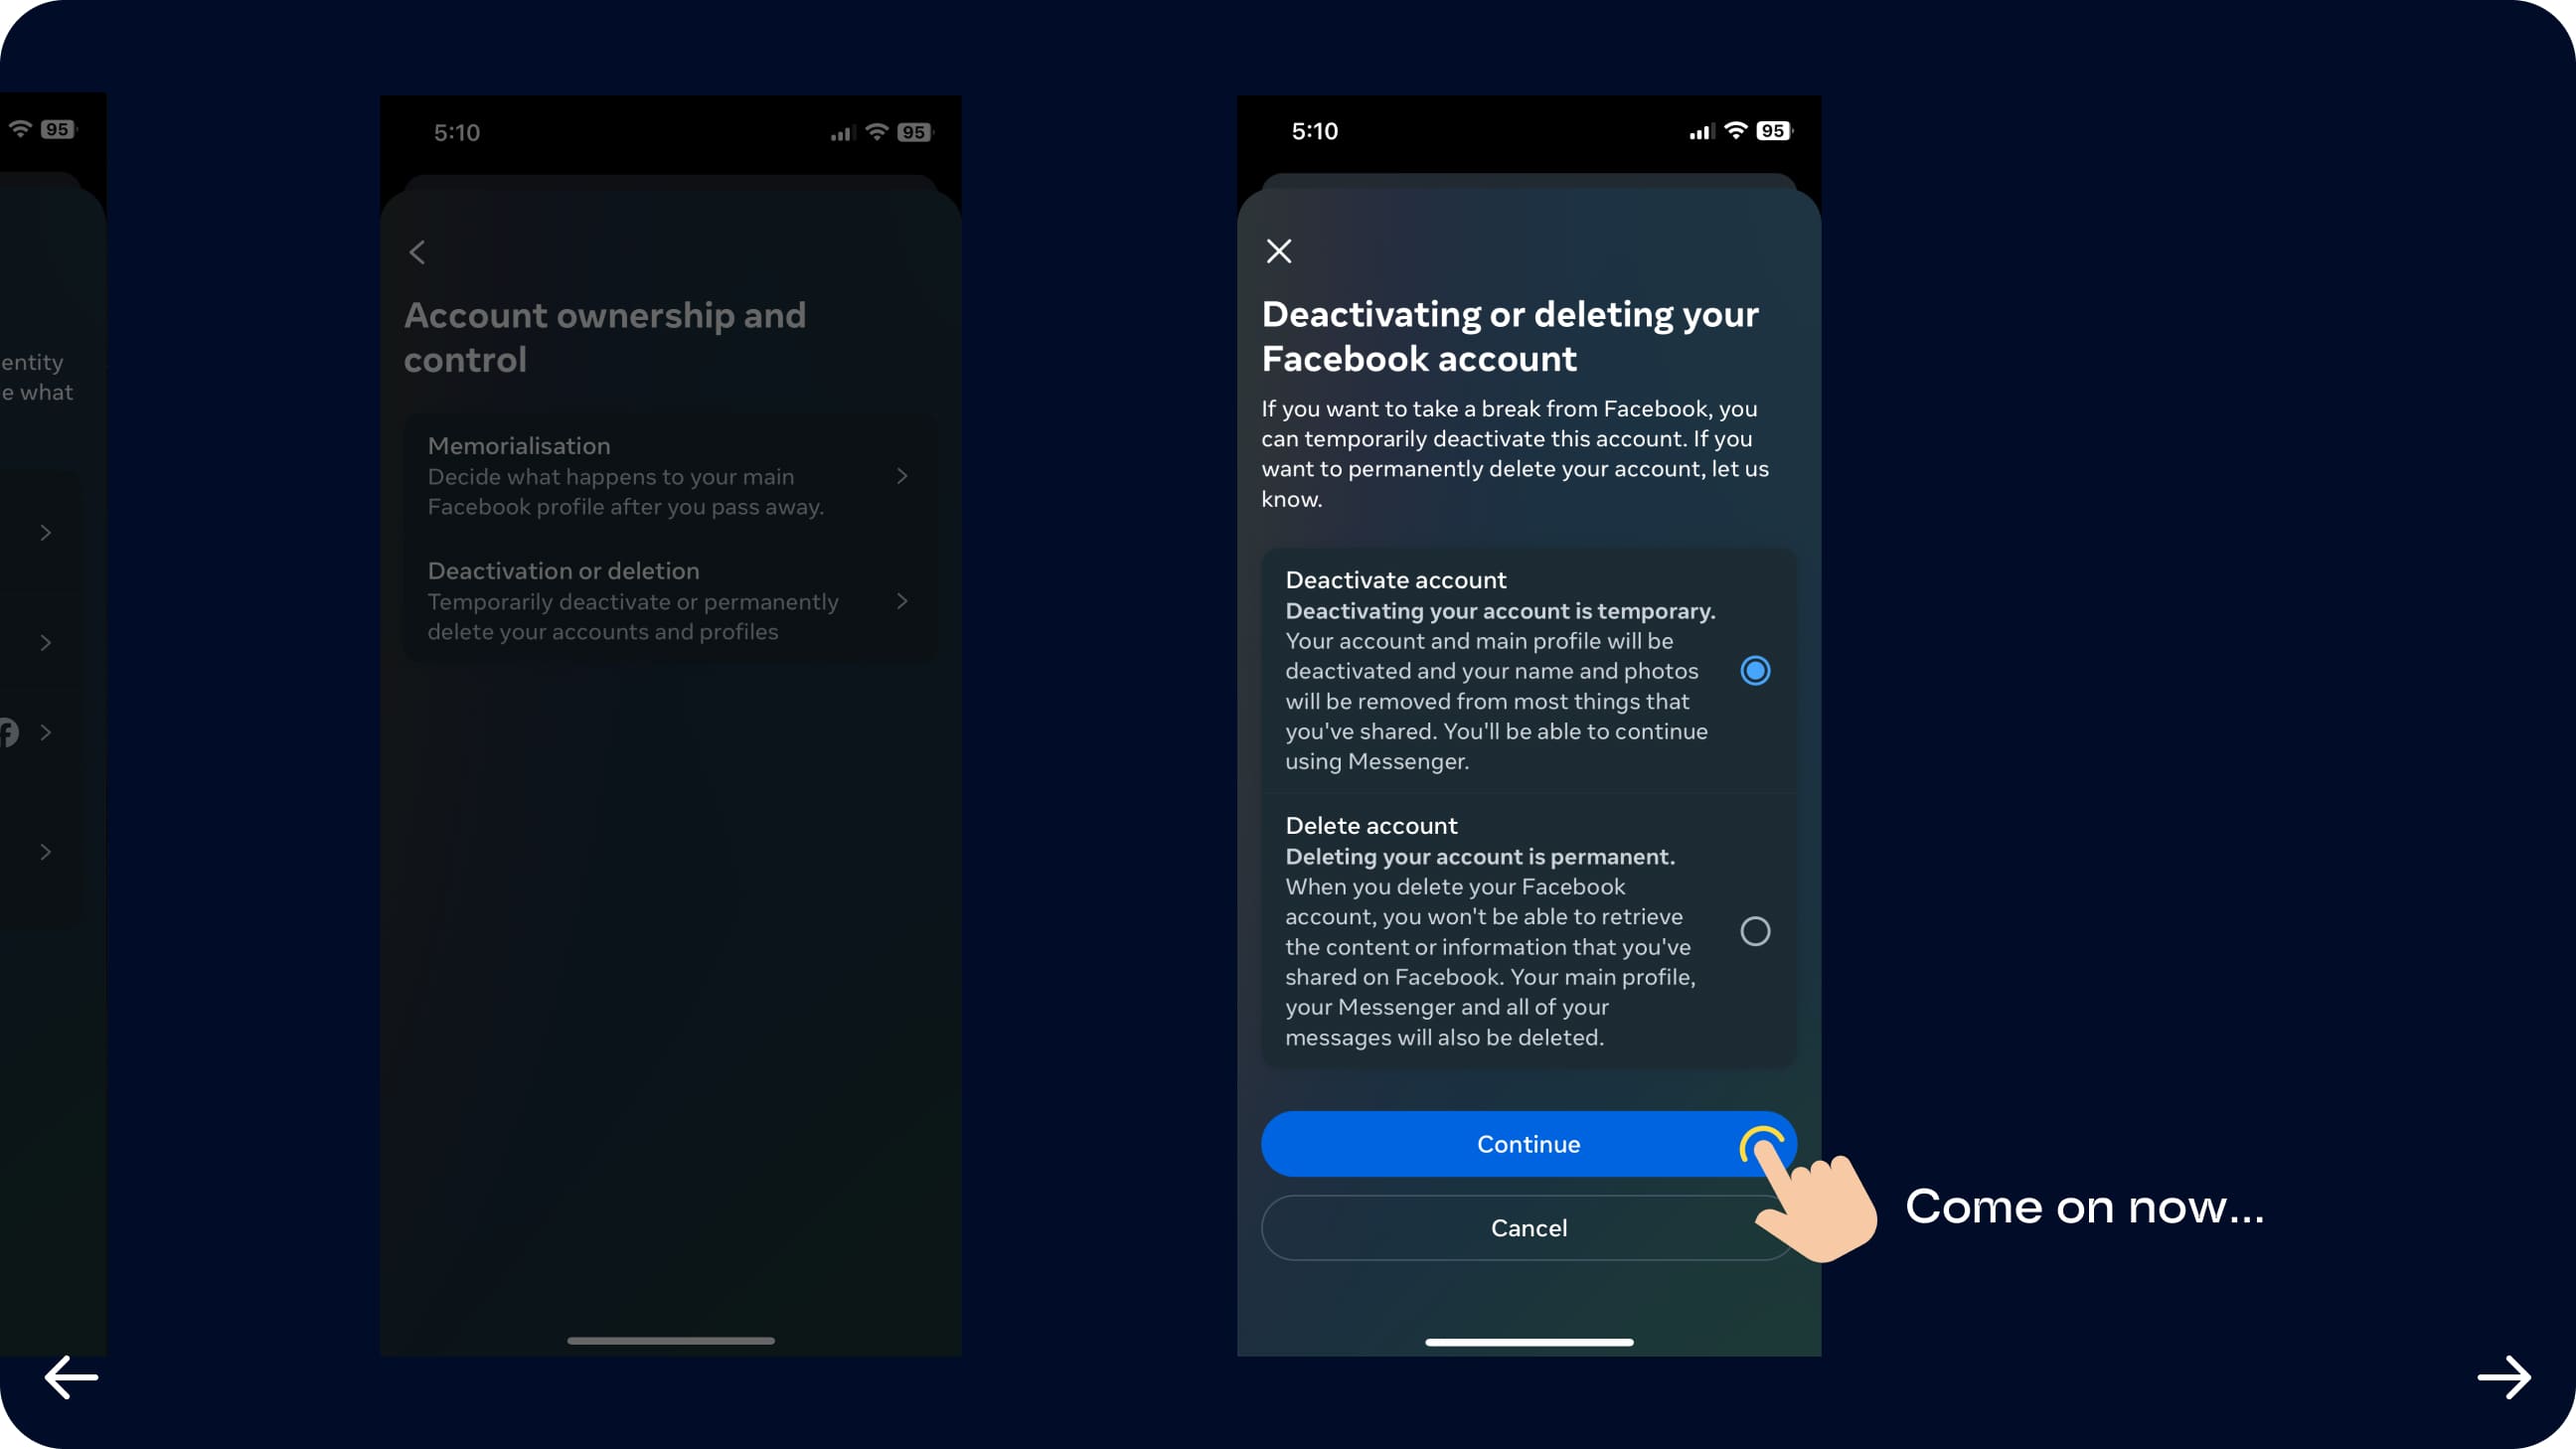 95
entity
e what
5:10
95
Account ownership and
control
Memorialisation
Decide what happens to your main
Facebook profile after you pass away.
Deactivation or deletion
Temporarily deactivate or permanently
delete your accounts and profiles
5:10
95
Deactivating or deleting your
Facebook account
If you want to take a break from Facebook, you
can temporarily deactivate this account. If you
want to permanently delete your account, let us
know.
Deactivate account
Deactivating your account is temporary.
Your account and main profile will be
deactivated and your name and photos
will be removed from most things that
you've shared. You'll be able to continue
using Messenger.
Delete account
Deleting your account is permanent.
When you delete your Facebook
account, you won't be able to retrieve
the content or information that you've
shared on Facebook. Your main profile,
your Messenger and all of your
messages will also be deleted.
Continue
Cancel
Come on now...